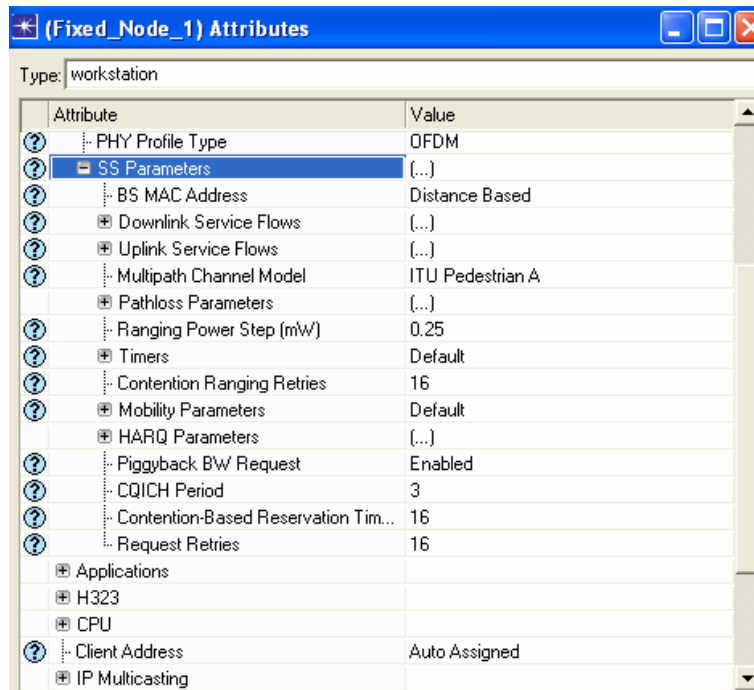 (Fixed_Node_1) Attributes
Type: workstation
Attribute Value
PHY Profile Type OFDM
SS Parameters (...)
BS MAC Address Distance Based
Downlink Service Flows (...)
Uplink Service Flows (...)
Multipath Channel Model ITU Pedestrian A
Pathloss Parameters (...)
Ranging Power Step (mW) 0.25
Timers Default
Contention Ranging Retries 16
Mobility Parameters Default
HARQ Parameters (...)
Piggyback BW Request Enabled
CQICH Period 3
Contention-Based Reservation Tim... 16
Request Retries 16
Applications
H323
CPU
Client Address Auto Assigned
IP Multicasting